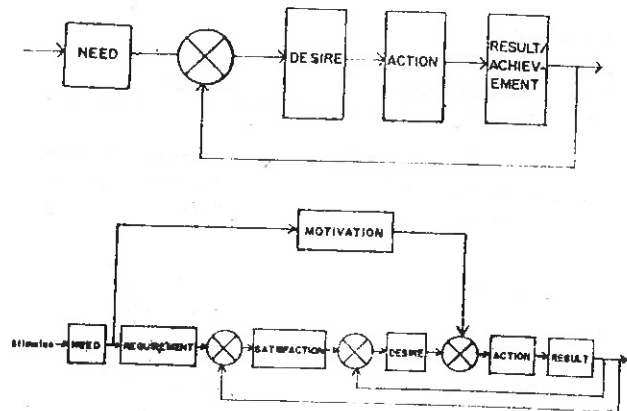 NEED
DESIRE
ACTION
RESULT/
ACHIEV-
EMENT
MOTIVATION
Stimulus
NEED
REQUIREMENT
SATISFACTION
DESIRE
ACTION
RESULT